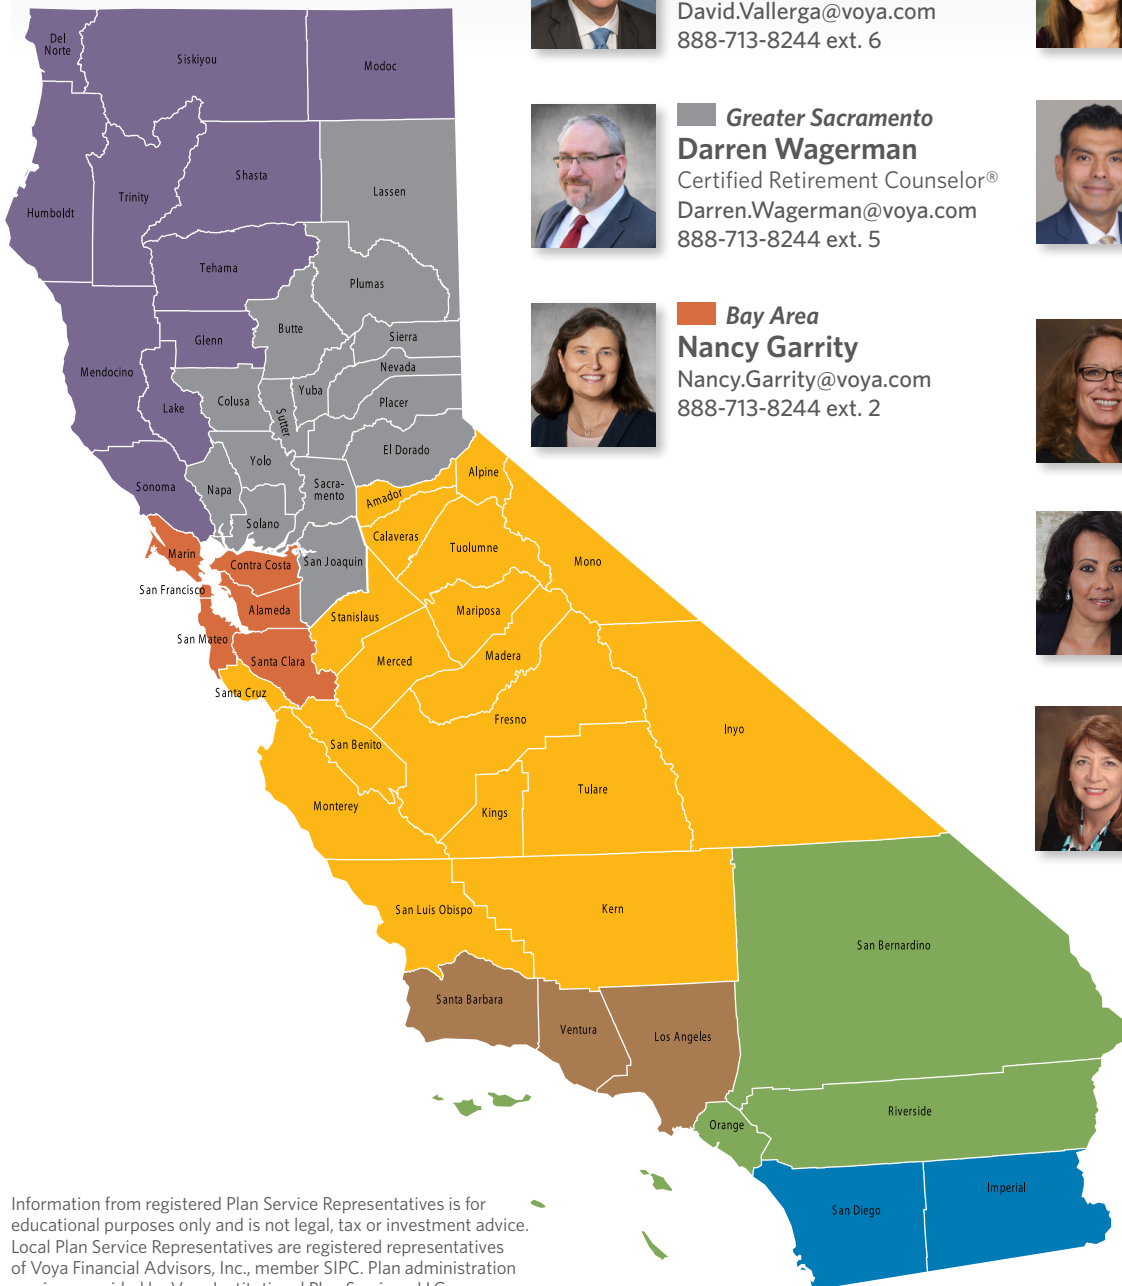 David.Vallerga@voya.com
888-713-8244 ext. 6
Greater Sacramento
Darren Wagerman
Certified Retirement Counselor®
Darren.Wagerman@voya.com
888-713-8244 ext. 5
Bay Area
Nancy Garrity
Nancy.Garrity@voya.com
888-713-8244 ext. 2
Del
Norte
Siskiyou
Modoc
Humboldt
Trinity
Shasta
Lassen
Tehama
Plumas
Mendocino
Glenn
Butte
Sierra
Nevada
Lake
Colusa
Sutter
Yuba
Placer
El Dorado
Sonoma
Napa
Yolo
Sacra-
mento
Solano
Amador
Alpine
Marin
Contra Costa
San Joaquin
Calaveras
Tuolumne
Mono
San Francisco
Alameda
Stanislaus
Mariposa
San Mateo
Santa Clara
Merced
Madera
Santa Cruz
San Benito
Fresno
Inyo
Monterey
Kings
Tulare
San Luis Obispo
Kern
San Bernardino
Santa Barbara
Ventura
Los Angeles
Orange
Riverside
San Diego
Imperial
Information from registered Plan Service Representatives is for
educational purposes only and is not legal, tax or investment advice.
Local Plan Service Representatives are registered representatives
of Voya Financial Advisors, Inc., member SIPC. Plan administration